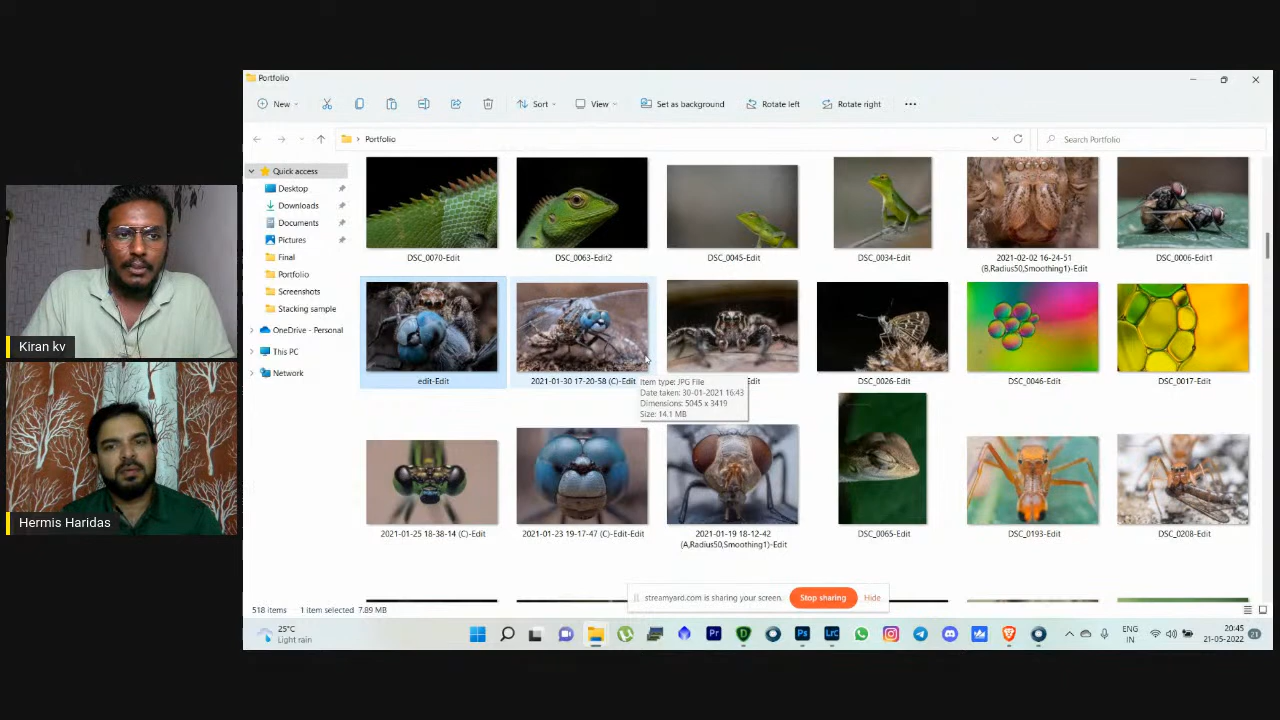 Portfolio
New
Sort
View
Set as background
Rotate left
Rotate right
Portfolio
Search Portfolio
Quick access
Desktop
Downloads
Documents
Pictures
Final
Portfolio
Screenshots
Stacking sample
OneDrive - Personal
This PC
Network
DSC_0070-Edit
DSC_0063-Edit2
DSC_0045-Edit
DSC_0034-Edit
2021-02-02 16-24-51
(B,Radius50,Smoothing1)-Edit
DSC_0006-Edit1
edit-Edit
2021-01-30 17-20-58 (C)-Edit
Edit
DSC_0026-Edit
DSC_0046-Edit
DSC_0017-Edit
Item type: JPG File
Date taken: 30-01-2021 16:43
Dimensions: 5045 x 3419
Size: 14.1 MB
2021-01-25 18-38-14 (C)-Edit
2021-01-23 19-17-47 (C)-Edit-Edit
2021-01-19 18-12-42
(A,Radius50,Smoothing1)-Edit
DSC_0065-Edit
DSC_0193-Edit
DSC_0208-Edit
Kiran kv
Hermis Haridas
streamyard.com is sharing your screen.
Stop sharing
Hide
518 items
1 item selected 7.89 MB
25°C
Light rain
Pr
Ps
LrC
ENG
IN
20:45
21-05-2022
21